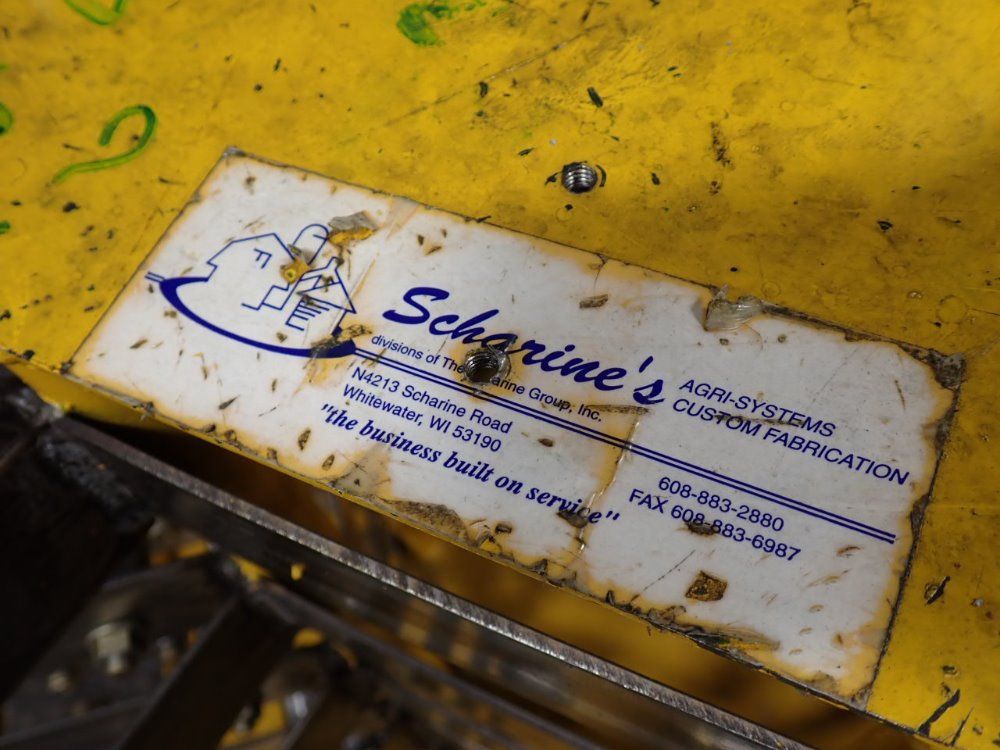 Scharine's
divisions of The Scharine Group, Inc.
AGRI-SYSTEMS
CUSTOM FABRICATION
N4213 Scharine Road
Whitewater, WI 53190
"the business built on service"
608-883-2880
FAX 608-883-6987